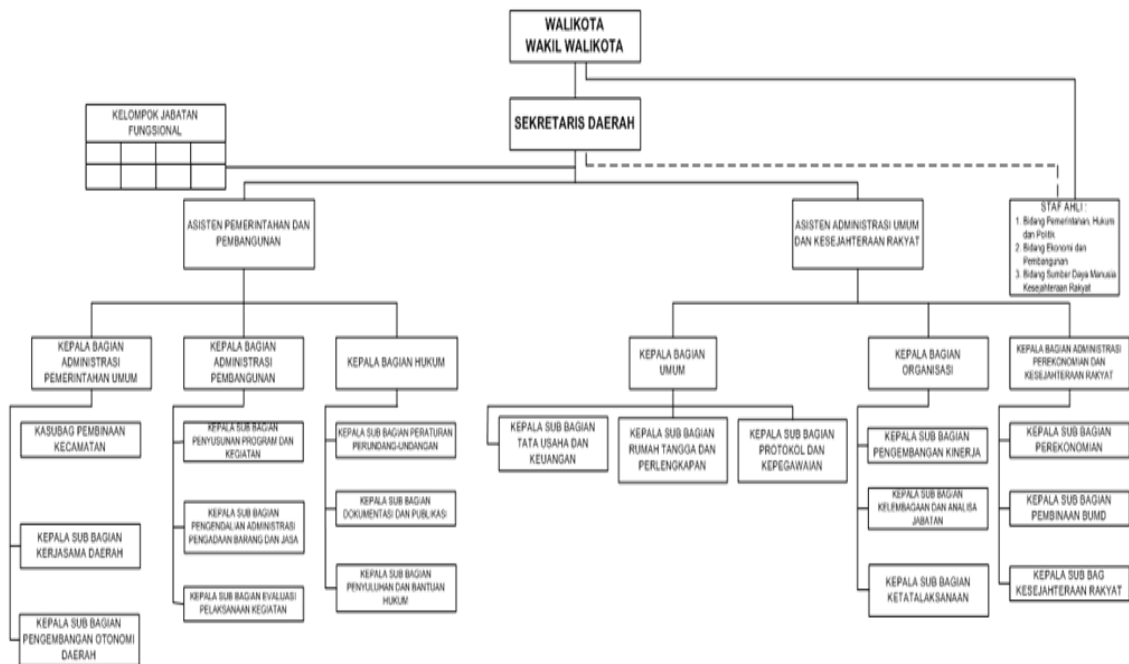 WALIKOTA
WAKIL WALIKOTA
SEKRETARIS DAERAH
KELOMPOK JABATAN
FUNGSIONAL
ASISTEN PEMERINTAHAN DAN
PEMBANGUNAN
ASISTEN ADMINISTRASI UMUM
DAN KESEJAHTERAAN RAKYAT
STAF AHLI :
1. Bidang Pemerintahan, Hukum
dan Politik
2. Bidang Ekonomi dan
Pembangunan
3. Bidang Sumber Daya Manusia
Kesejahteraan Rakyat
KEPALA BAGIAN
ADMINISTRASI
PEMERINTAHAN UMUM
KEPALA BAGIAN
ADMINISTRASI
PEMBANGUNAN
KEPALA BAGIAN HUKUM
KEPALA BAGIAN
UMUM
KEPALA BAGIAN
ORGANISASI
KEPALA BAGIAN ADMINISTRASI
PEREKONOMIAN DAN
KESEJAHTERAAN RAKYAT
KASUBAG PEMBINAAN
KECAMATAN
KEPALA SUB BAGIAN
KERJASAMA DAERAH
KEPALA SUB BAGIAN
PENGEMBANGAN OTONOMI
DAERAH
KEPALA SUB BAGIAN
PENYUSUNAN PROGRAM DAN
KEGIATAN
KEPALA SUB BAGIAN
PENGENDALIAN ADMINISTRASI
PENGADAAN BARANG DAN JASA
KEPALA SUB BAGIAN EVALUASI
PELAKSANAAN KEGIATAN
KEPALA SUB BAGIAN PERATURAN
PERUNDANG-UNDANGAN
KEPALA SUB BAGIAN
DOKUMENTASI DAN PUBLIKASI
KEPALA SUB BAGIAN
PENYULUHAN DAN BANTUAN
HUKUM
KEPALA SUB BAGIAN
TATA USAHA DAN
KEUANGAN
KEPALA SUB BAGIAN
RUMAH TANGGA DAN
PERLENGKAPAN
KEPALA SUB BAGIAN
PROTOKOL DAN
KEPEGAWAIAN
KEPALA SUB BAGIAN
PENGEMBANGAN KINERJA
KEPALA SUB BAGIAN
KELEMBAGAAN DAN ANALISA
JABATAN
KEPALA SUB BAGIAN
KETATALAKSANAAN
KEPALA SUB BAGIAN
PEREKONOMIAN
KEPALA SUB BAGIAN
PEMBINAAN BUMD
KEPALA SUB BAG
KESEJAHTERAAN RAKYAT